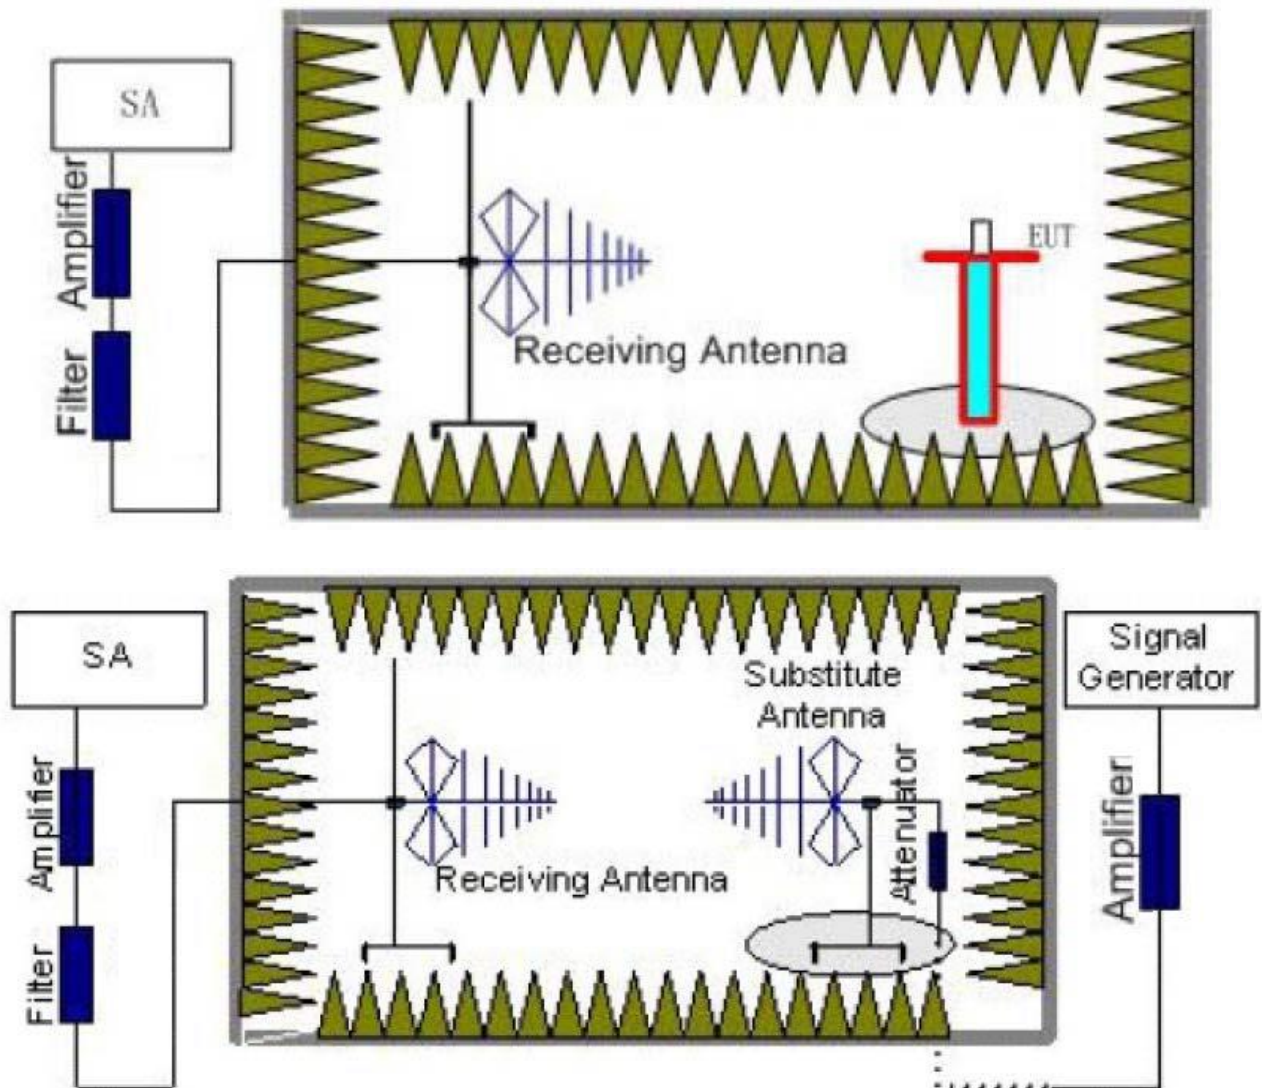 SA
Amplifier
Filter
EUT
Receiving Antenna
SA
Amplifier
Filter
Receiving Antenna
Substitute
Antenna
Attenuator
Signal
Generator
Amplifier